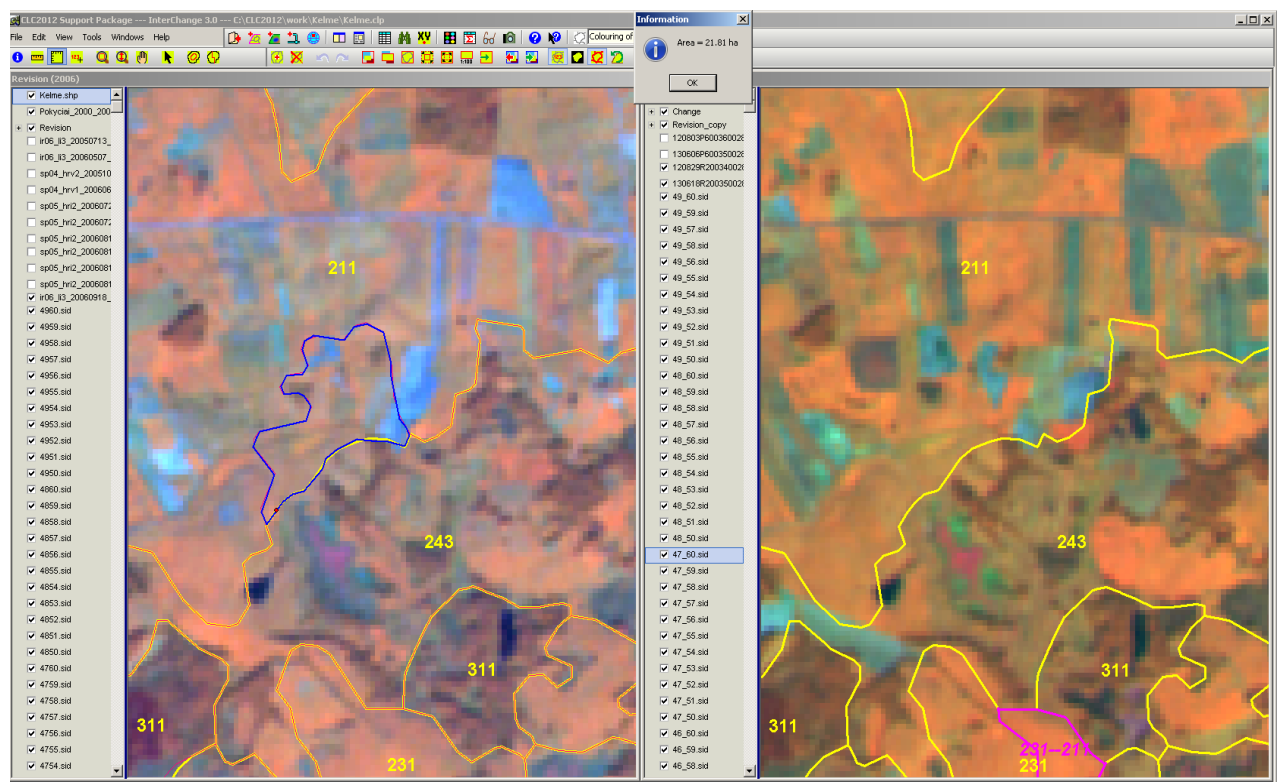 CLC2012 Support Package --- InterChange 3.0 --- C:\CLC2012\work\Kelme\Kelme.clp
File Edit View Tools Windows Help
Colouring of
Information
Area = 21.81 ha
OK
Revision (2006)
Kelme.shp
Pokyciai_2000_200
Revision
ir06_li3_20050713_
ir06_li3_20060507_
sp04_hrv2_200510
sp04_hrv1_200606
sp05_hri2_2006072
sp05_hri2_2006072
sp05_hri2_2006081
sp05_hri2_2006081
sp05_hri2_2006081
sp05_hri2_2006081
ir06_li3_20060918_
4960.sid
4959.sid
4958.sid
4957.sid
4956.sid
4955.sid
4954.sid
4953.sid
4952.sid
4951.sid
4950.sid
4860.sid
4859.sid
4858.sid
4857.sid
4856.sid
4855.sid
4854.sid
4853.sid
4852.sid
4851.sid
4850.sid
4760.sid
4759.sid
4758.sid
4757.sid
4756.sid
4755.sid
4754.sid
211
243
311
311
231
Change
Revision_copy
120803P600360028
130606P600350028
120829R200340028
130618R200350028
49_60.sid
49_59.sid
49_57.sid
49_58.sid
49_56.sid
49_55.sid
49_54.sid
49_53.sid
49_52.sid
49_51.sid
49_50.sid
48_60.sid
48_59.sid
48_58.sid
48_57.sid
48_56.sid
48_55.sid
48_54.sid
48_53.sid
48_52.sid
48_51.sid
48_50.sid
47_60.sid
47_59.sid
47_58.sid
47_57.sid
47_56.sid
47_55.sid
47_54.sid
47_53.sid
47_52.sid
47_51.sid
47_50.sid
46_60.sid
46_59.sid
46_58.sid
211
243
311
311
231--211
231